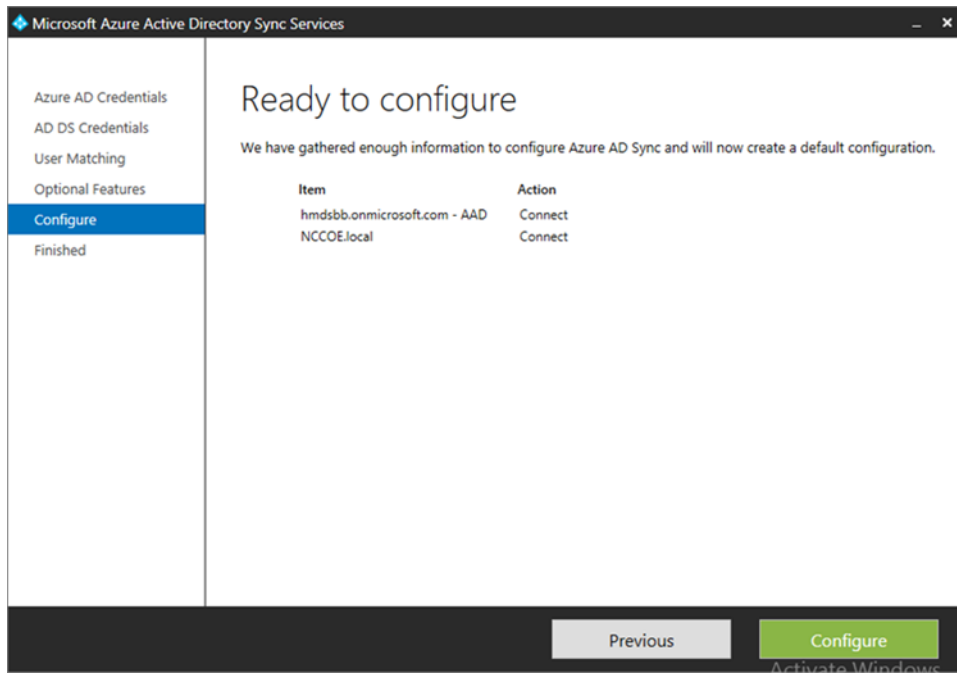 Microsoft Azure Active Directory Sync Services
Azure AD Credentials
AD DS Credentials
User Matching
Optional Features
Configure
Finished
Ready to configure
We have gathered enough information to configure Azure AD Sync and will now create a default configuration.
Item Action
hmdsbb.onmicrosoft.com - AAD Connect
NCCOE.local Connect
Previous Configure
Activate Windows